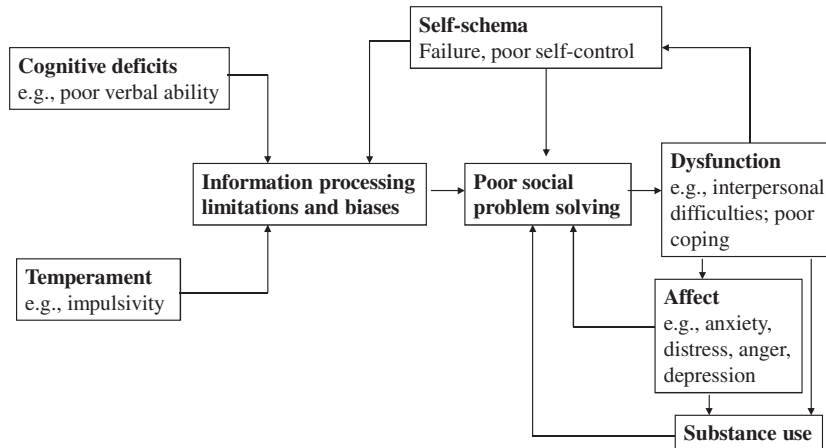 Self-schema
Failure, poor self-control
Cognitive deficits
e.g., poor verbal ability
Information processing
limitations and biases
Poor social
problem solving
Dysfunction
e.g., interpersonal
difficulties; poor
coping
Temperament
e.g., impulsivity
Affect
e.g., anxiety,
distress, anger,
depression
Substance use